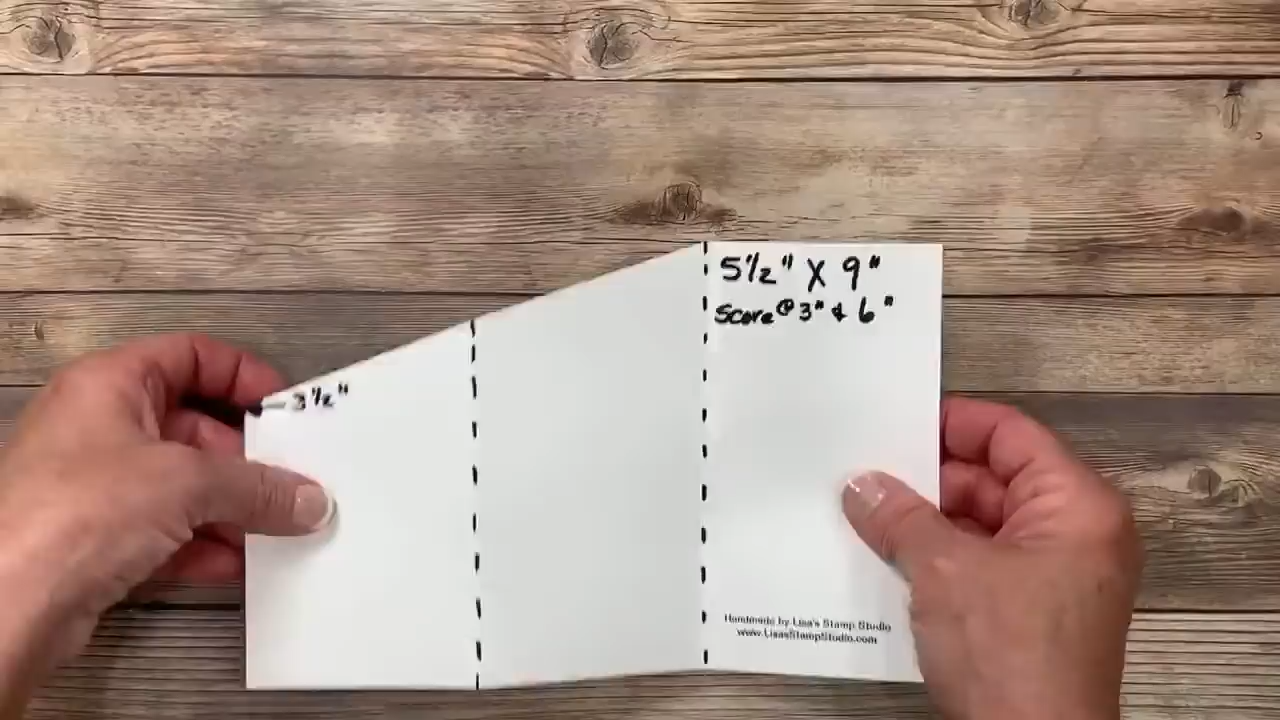 5½" X 9"
Score @ 3" & 6"
3½"
Handmade by Lisa's Stamp Studio
www.LisasStampStudio.com